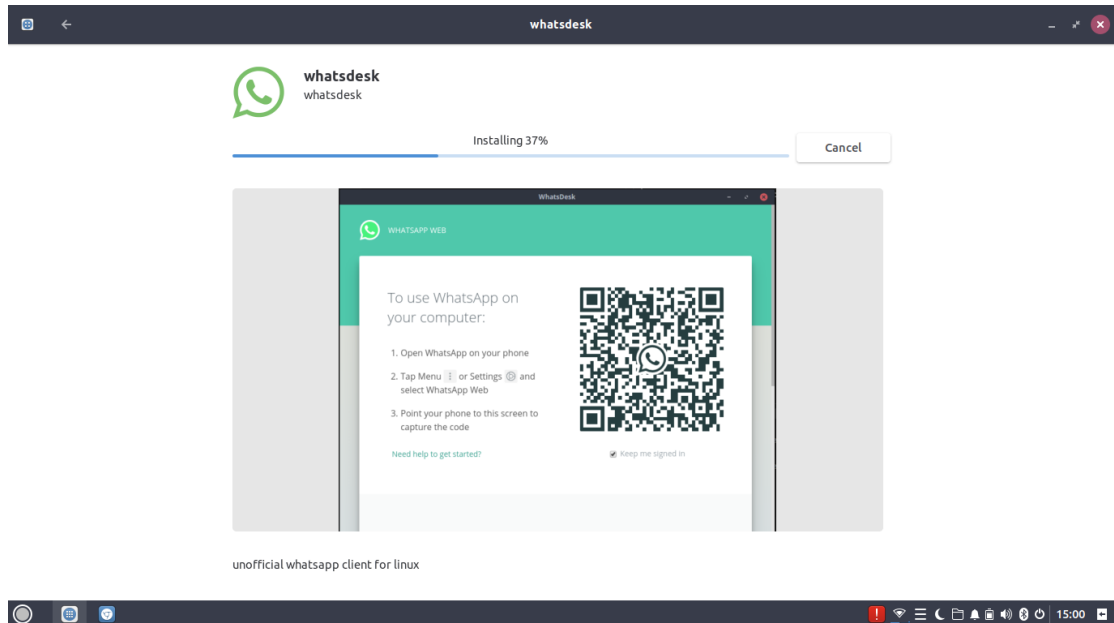 whatsdesk
whatsdesk
whatsdesk
Installing 37%
Cancel
WhatsDesk
WHATSAPP WEB
To use WhatsApp on
your computer:
1. Open WhatsApp on your phone
2. Tap Menu or Settings and
select WhatsApp Web
3. Point your phone to this screen to
capture the code
Need help to get started?
Keep me signed in
unofficial whatsapp client for linux
15:00